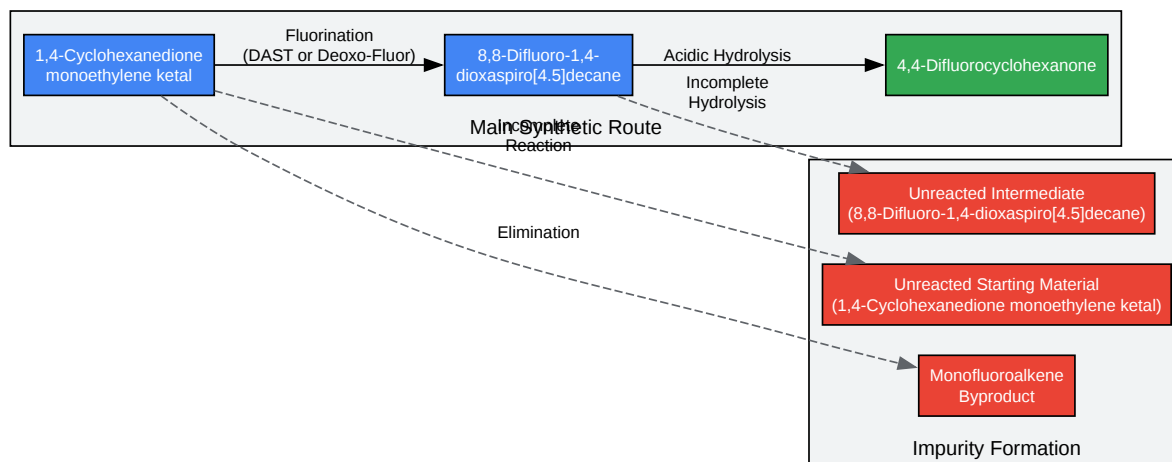 1,4-Cyclohexanedione
monoethylene ketal
Fluorination
(DAST or Deoxo-Fluor)
8,8-Difluoro-1,4-
dioxaspiro[4.5]decane
Acidic Hydrolysis
Incomplete
Hydrolysis
4,4-Difluorocyclohexanone
Main Synthetic Route
Incomplete
Reaction
Elimination
Unreacted Intermediate
(8,8-Difluoro-1,4-dioxaspiro[4.5]decane)
Unreacted Starting Material
(1,4-Cyclohexanedione monoethylene ketal)
Monofluoroalkene
Byproduct
Impurity Formation